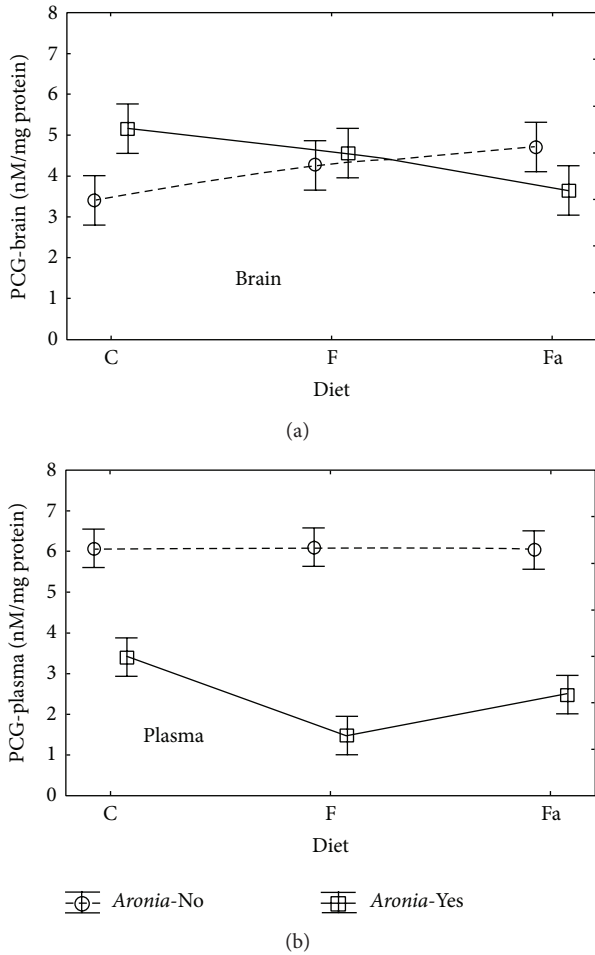 8
7
6
5
4
3
2
1
0
PCG-brain (nM/mg protein)
Brain
C F Fa
Diet
(a)
8
7
6
5
4
3
2
1
0
PCG-plasma (nM/mg protein)
Plasma
C F Fa
Diet
Aronia-No Aronia-Yes
(b)